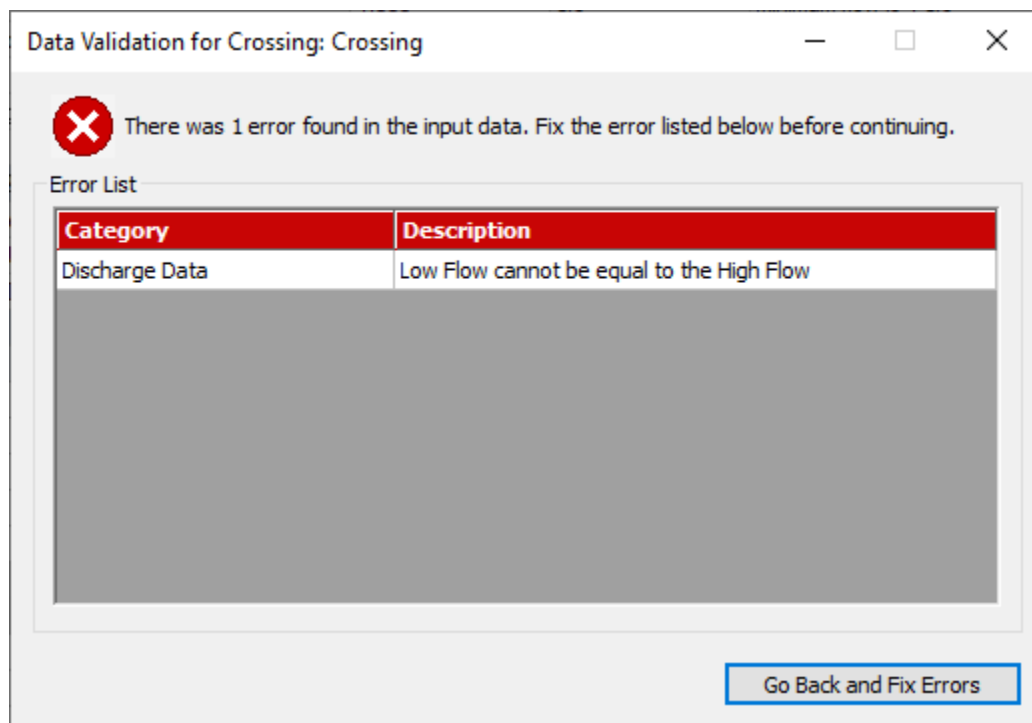 Data Validation for Crossing: Crossing
There was 1 error found in the input data. Fix the error listed below before continuing.
Error List
Category Description
Discharge Data Low Flow cannot be equal to the High Flow
Go Back and Fix Errors